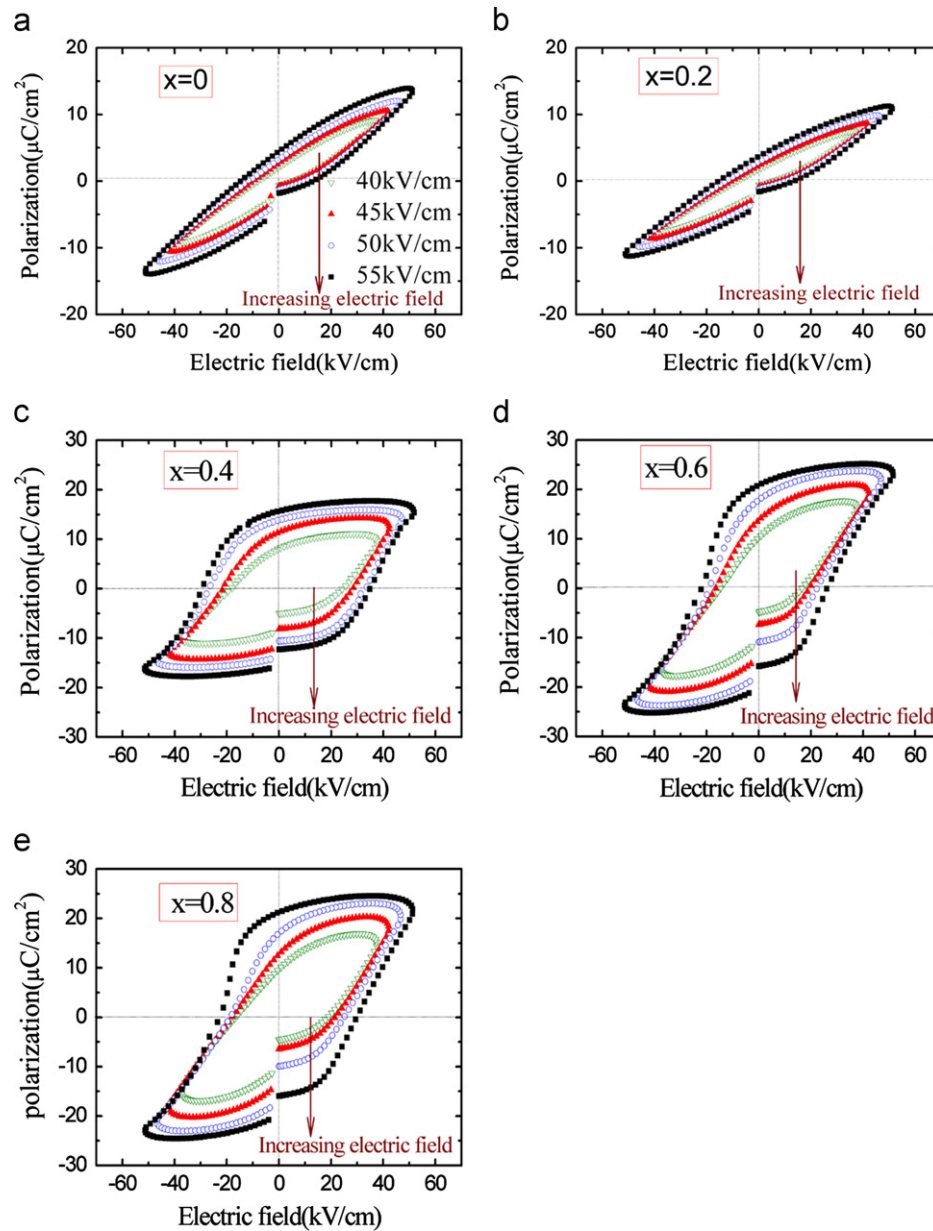 a
x=0
Polarization(μC/cm²)
20
10
0
-10
-20
40kV/cm
45kV/cm
50kV/cm
55kV/cm
Increasing electric field
-60 -40 -20 0 20 40 60
Electric field(kV/cm)
b
x=0.2
Polarization(μC/cm²)
20
10
0
-10
-20
Increasing electric field
-60 -40 -20 0 20 40 60
Electric field(kV/cm)
c
x=0.4
Polarization(μC/cm²)
30
20
10
0
-10
-20
-30
Increasing electric field
-60 -40 -20 0 20 40 60
Electric field(kV/cm)
d
x=0.6
Polarization(μC/cm²)
30
20
10
0
-10
-20
-30
Increasing electric field
-60 -40 -20 0 20 40 60
Electric field(kV/cm)
e
x=0.8
polarization(μC/cm²)
30
20
10
0
-10
-20
-30
Increasing electric field
-60 -40 -20 0 20 40 60
Electric field(kV/cm)